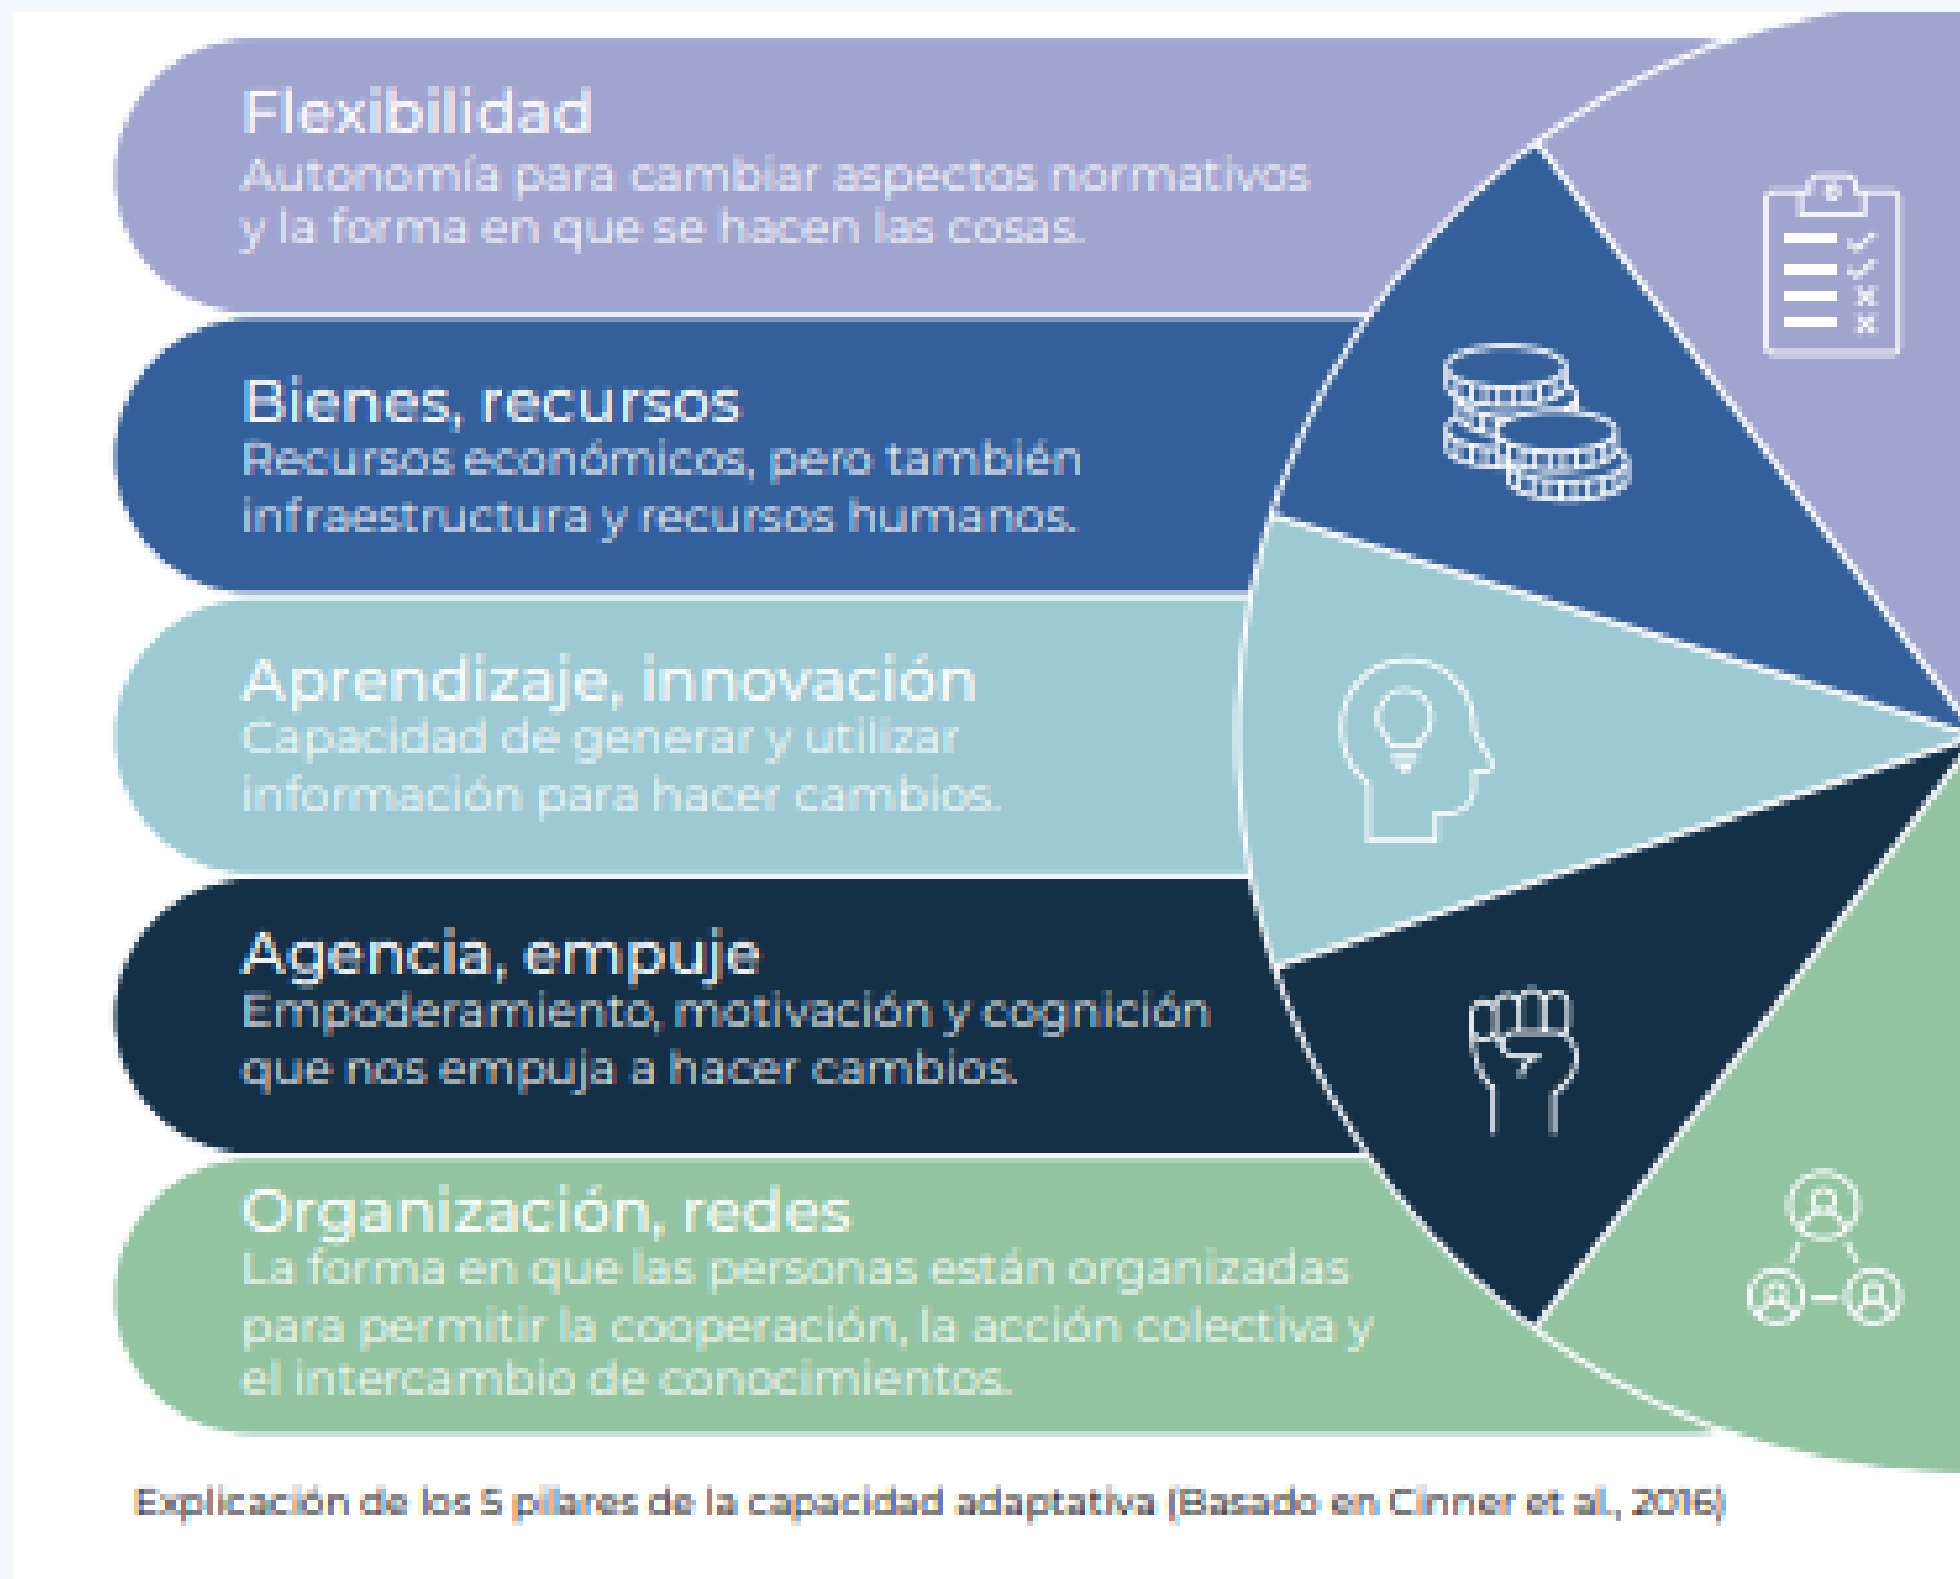 Flexibilidad
Autonomía para cambiar aspectos normativos
y la forma en que se hacen las cosas.
Bienes, recursos
Recursos económicos, pero también
infraestructura y recursos humanos.
Aprendizaje, innovación
Capacidad de generar y utilizar
información para hacer cambios.
Agencia, empuje
Empoderamiento, motivación y cognición
que nos empuja a hacer cambios.
Organización, redes
La forma en que las personas están organizadas
para permitir la cooperación, la acción colectiva y
el intercambio de conocimientos.
Explicación de los 5 pilares de la capacidad adaptativa (Basado en Cinner et al., 2016)